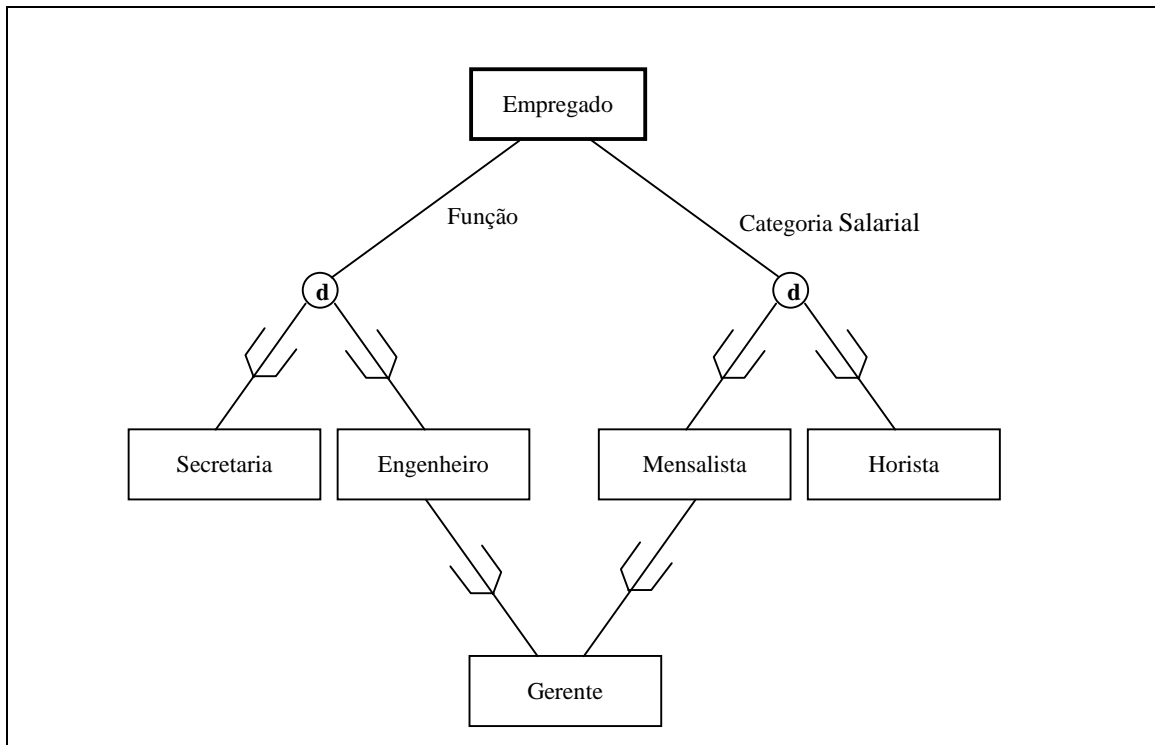 Empregado
Função
Categoria Salarial
d
d
Secretaria
Engenheiro
Mensalista
Horista
Gerente